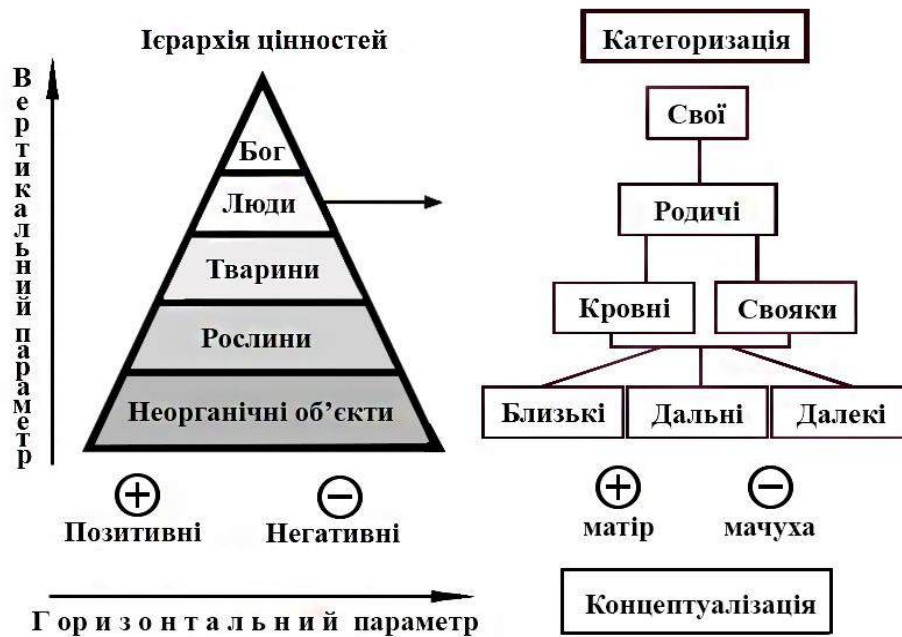 Ієрархія цінностей
Вертикальний параметр
Бог
Люди
Тварини
Рослини
Неорганічні об’єкти
+ −
Позитивні Негативні
Горизонтальний параметр
Категоризація
Свої
Родичі
Кровні Свояки
Близькі Дальні Далекі
+ −
матір мачуха
Концептуалізація